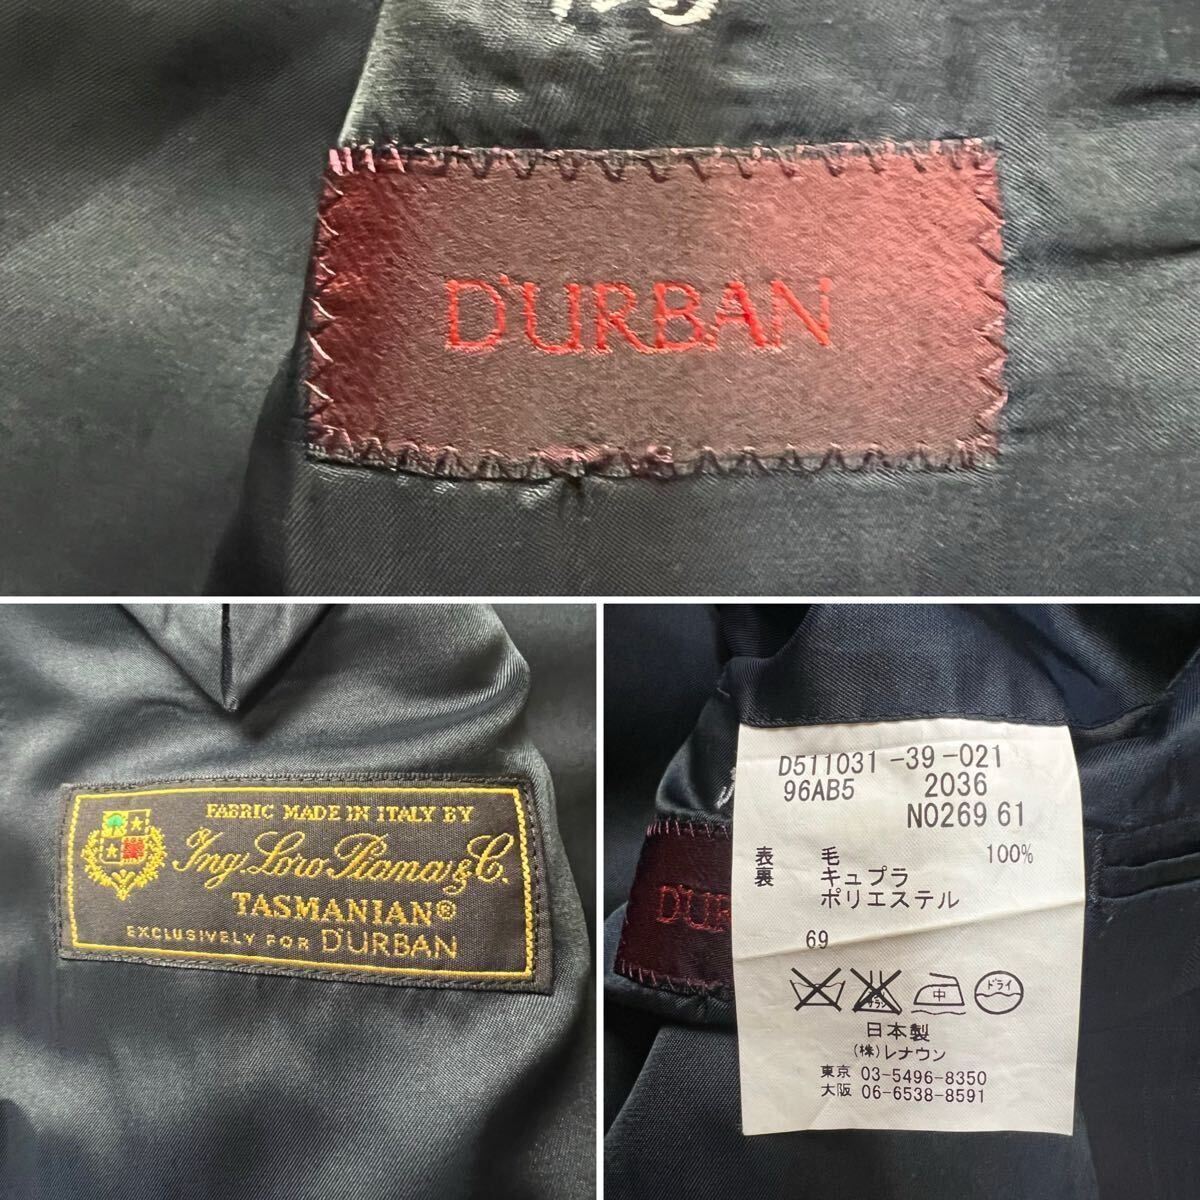 D'URBAN
FABRIC MADE IN ITALY BY
Ing. Loro Piana & C.
TASMANIAN®
EXCLUSIVELY FOR D'URBAN
D511031 -39-021
96AB5 2036
NO269 61
表 毛 100%
裏 キュプラ
ポリエステル
69
中 ドライ
日本製
(株)レナウン
東京 03-5496-8350
大阪 06-6538-8591
D'UR